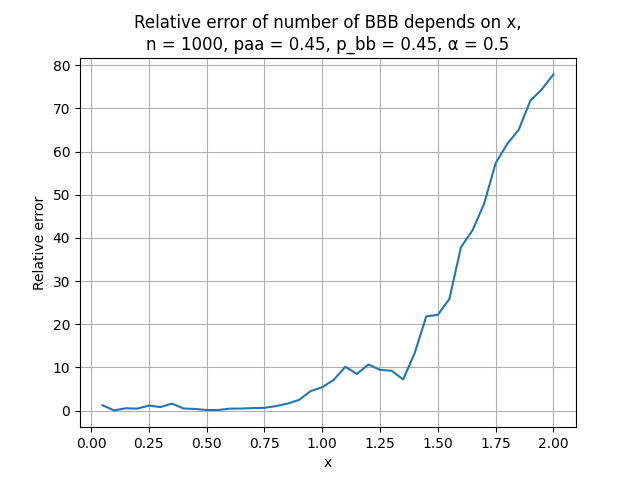 Relative error of number of BBB depends on x,
n = 1000, paa = 0.45, p_bb = 0.45, α = 0.5
80
70
60
50
40
30
20
10
0
Relative error
0.00 0.25 0.50 0.75 1.00 1.25 1.50 1.75 2.00
x